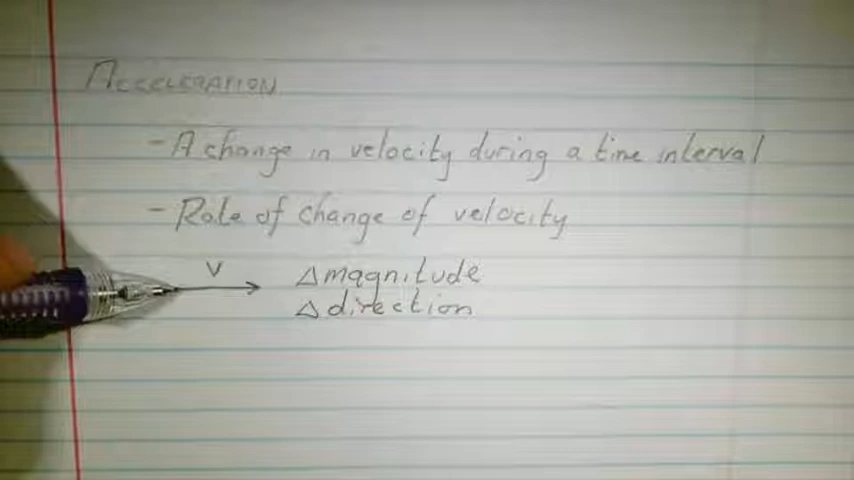 ACCELERATION
- A change in velocity during a time interval
- Rate of change of velocity
V Δmagnitude
Δdirection